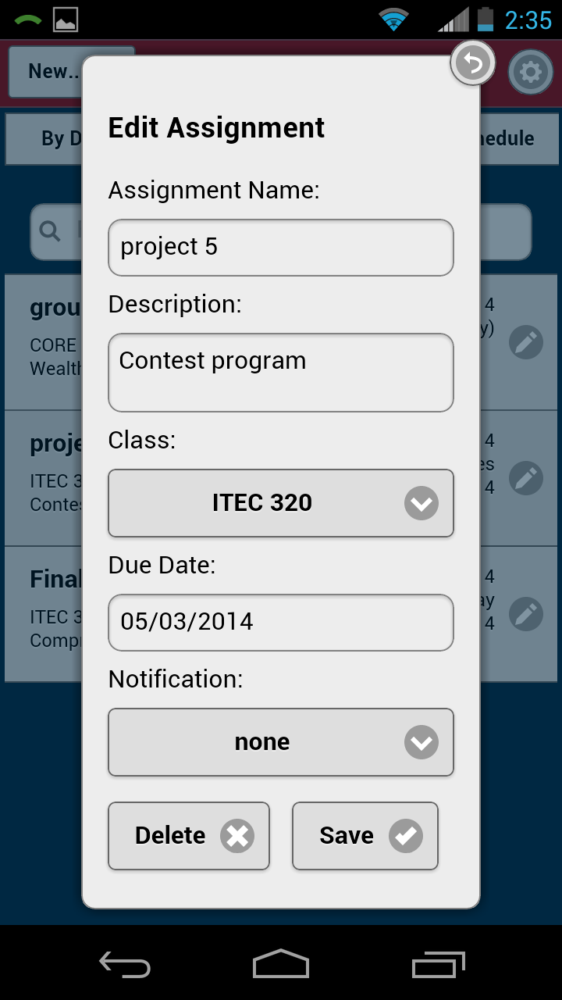 2:35
New..
By D
hedule
Edit Assignment
Assignment Name:
project 5
Description:
Contest program
Class:
ITEC 320
Due Date:
05/03/2014
Notification:
none
Delete
Save
grou
4
CORE
y)
Wealth
proje
4
ITEC 3
es
Contes
4
Final
4
ITEC 3
ay
Compr
4